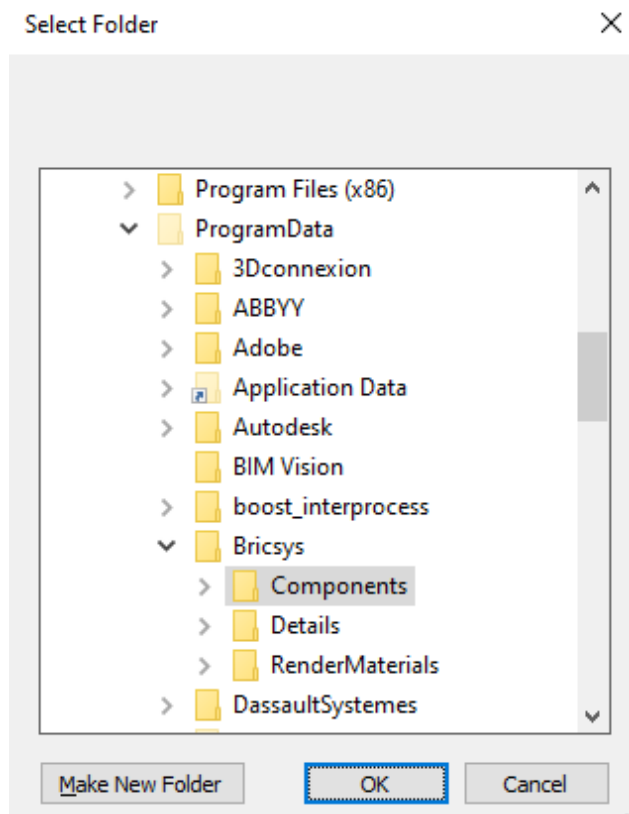 Select Folder
Program Files (x86)
ProgramData
3Dconnexion
ABBYY
Adobe
Application Data
Autodesk
BIM Vision
boost_interprocess
Bricsys
Components
Details
RenderMaterials
DassaultSystemes
Make New Folder OK Cancel